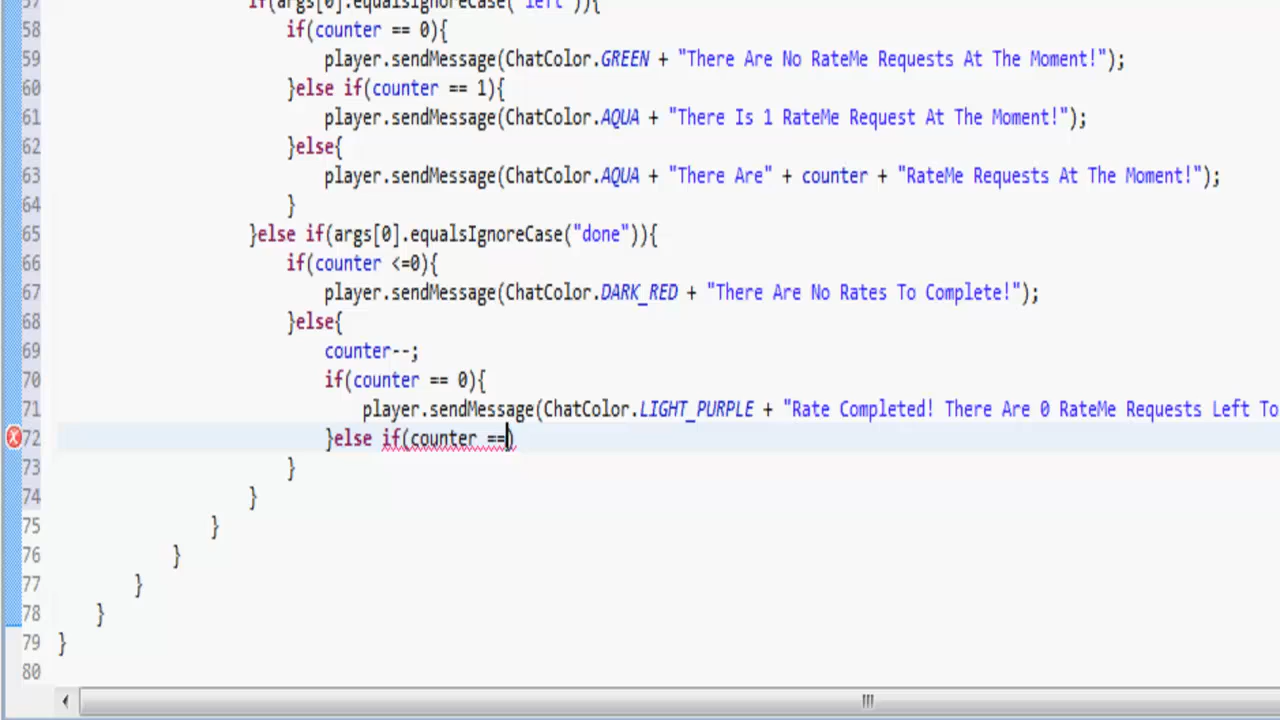 57 if(args[0].equalsIgnoreCase("left")){
58 if(counter == 0){
59 player.sendMessage(ChatColor.GREEN + "There Are No RateMe Requests At The Moment!");
60 }else if(counter == 1){
61 player.sendMessage(ChatColor.AQUA + "There Is 1 RateMe Request At The Moment!");
62 }else{
63 player.sendMessage(ChatColor.AQUA + "There Are" + counter + "RateMe Requests At The Moment!");
64 }
65 }else if(args[0].equalsIgnoreCase("done")){
66 if(counter <=0){
67 player.sendMessage(ChatColor.DARK_RED + "There Are No Rates To Complete!");
68 }else{
69 counter--;
70 if(counter == 0){
71 player.sendMessage(ChatColor.LIGHT_PURPLE + "Rate Completed! There Are 0 RateMe Requests Left To
72 }else if(counter ==)
73 }
74 }
75 }
76 }
77 }
78 }
79 }
80